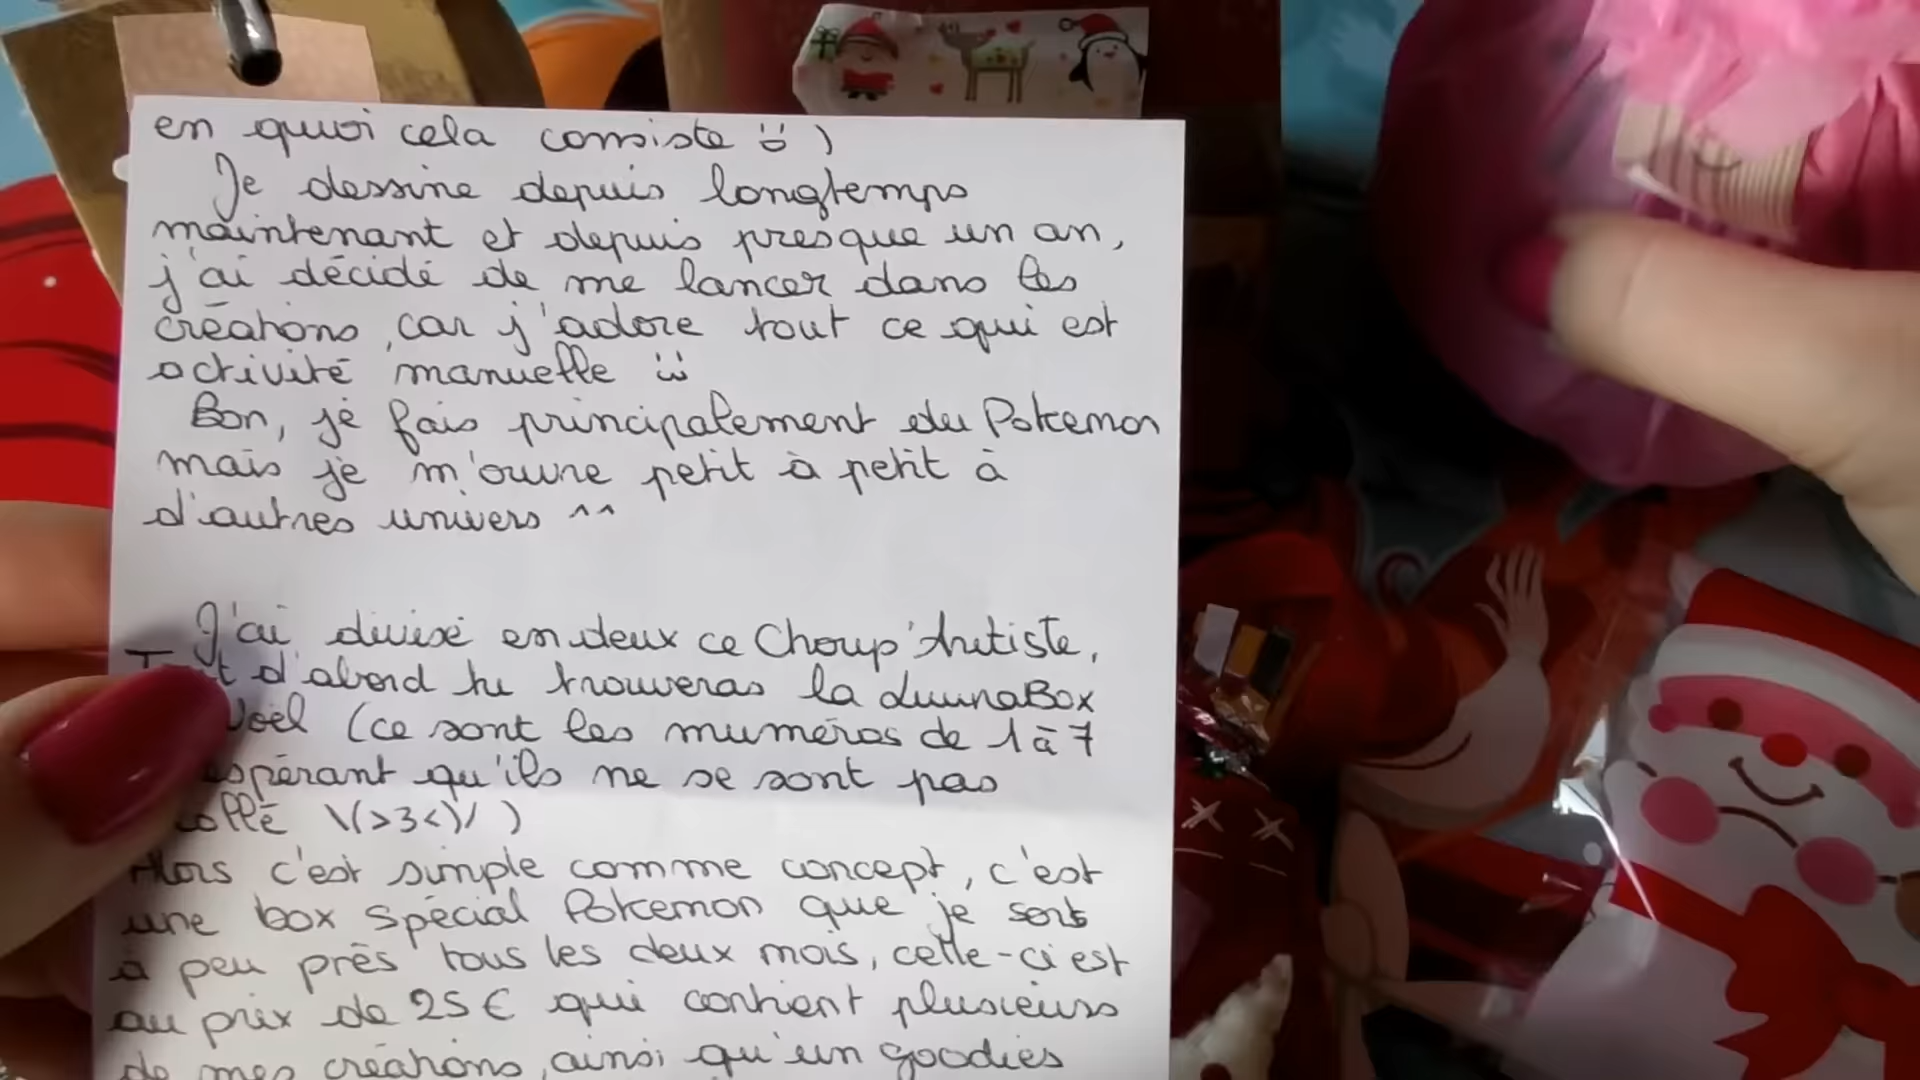 en quoi cela consiste ü )
Je dessine depuis longtemps
maintenant et depuis presque un an,
j'ai décidé de me lancer dans les
créations, car j'adore tout ce qui est
activité manuelle ü
Bon, je fais principalement du Pokemon
mais je m'ouvre petit à petit à
d'autres univers ^^
J'ai divisé en deux ce Choup'Artiste,
d'abord tu trouveras la LuunaBox
Noël (ce sont les numéros de 1 à 7
espérant qu'ils ne se sont pas
collé \(>3<)/ )
Alors c'est simple comme concept, c'est
une box spécial Pokemon que je sors
à peu près tous les deux mois, celle-ci est
au prix de 25€ qui contient plusieurs
de mes créations, ainsi qu'un goodies